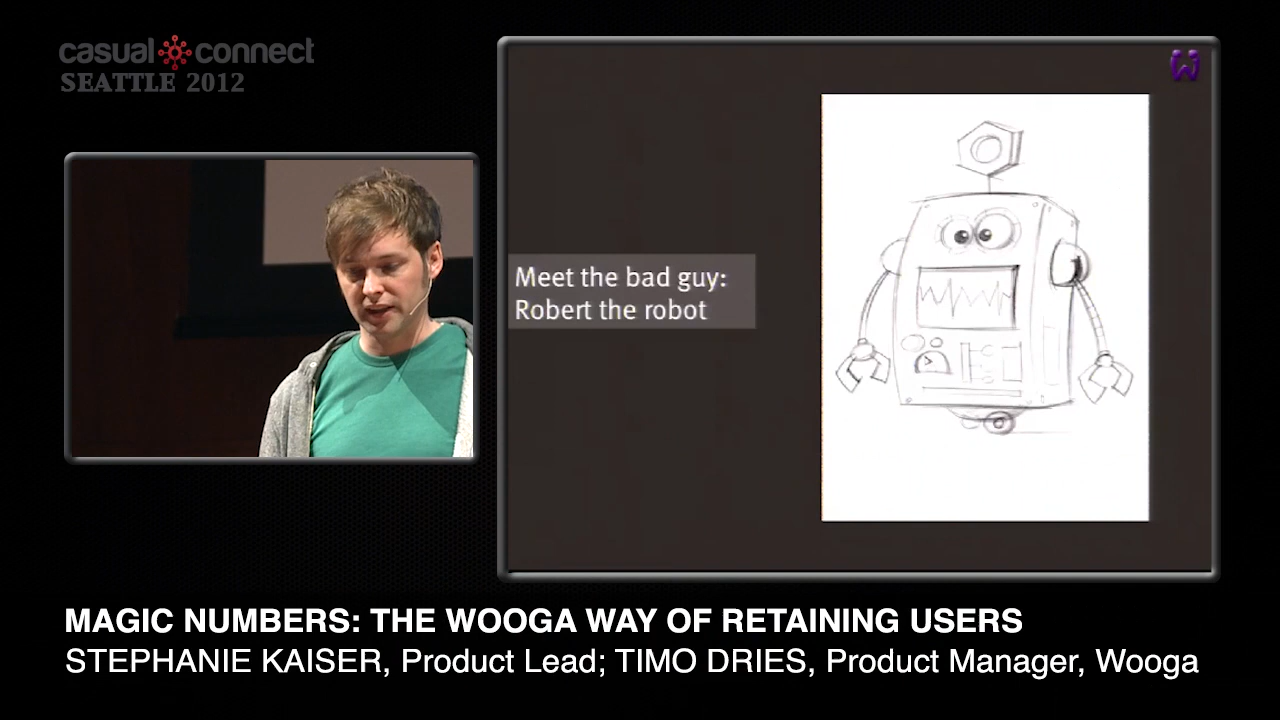 casual connect
SEATTLE 2012
Meet the bad guy:
Robert the robot
MAGIC NUMBERS: THE WOOGA WAY OF RETAINING USERS
STEPHANIE KAISER, Product Lead; TIMO DRIES, Product Manager, Wooga